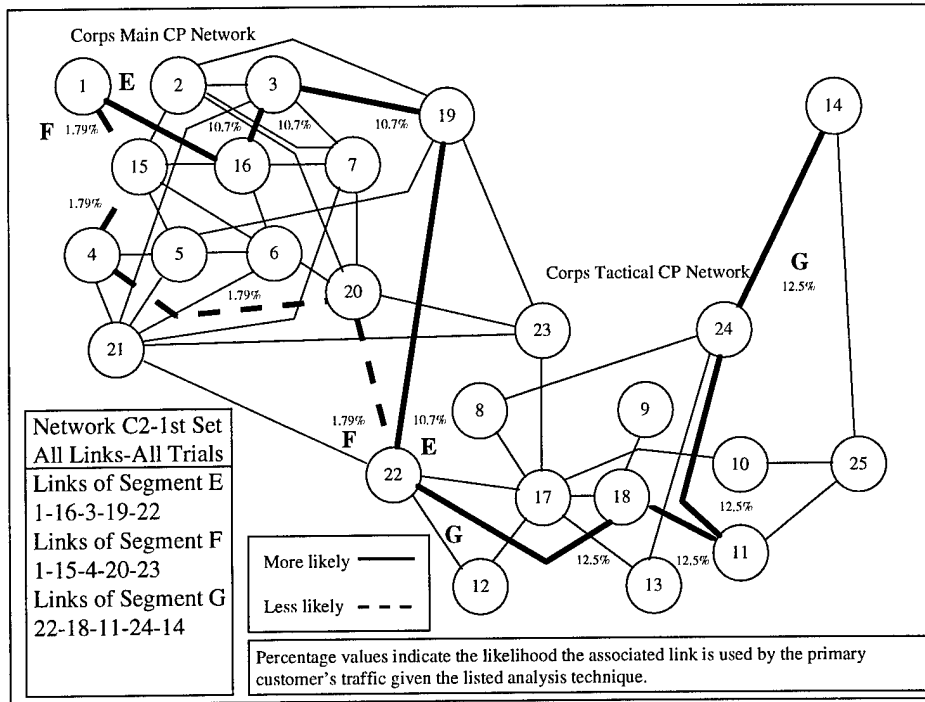 Corps Main CP Network
1
E
2
3
19
14
F
1.79%
10.7%
10.7%
10.7%
15
16
7
1.79%
4
5
6
1.79%
20
Corps Tactical CP Network
G
12.5%
21
23
24
8
9
1.79%
10.7%
F
E
22
17
18
10
25
12.5%
G
11
12
12.5%
13
12.5%
Network C2-1st Set
All Links-All Trials
Links of Segment E
1-16-3-19-22
Links of Segment F
1-15-4-20-23
Links of Segment G
22-18-11-24-14
More likely
Less likely
Percentage values indicate the likelihood the associated link is used by the primary
customer's traffic given the listed analysis technique.